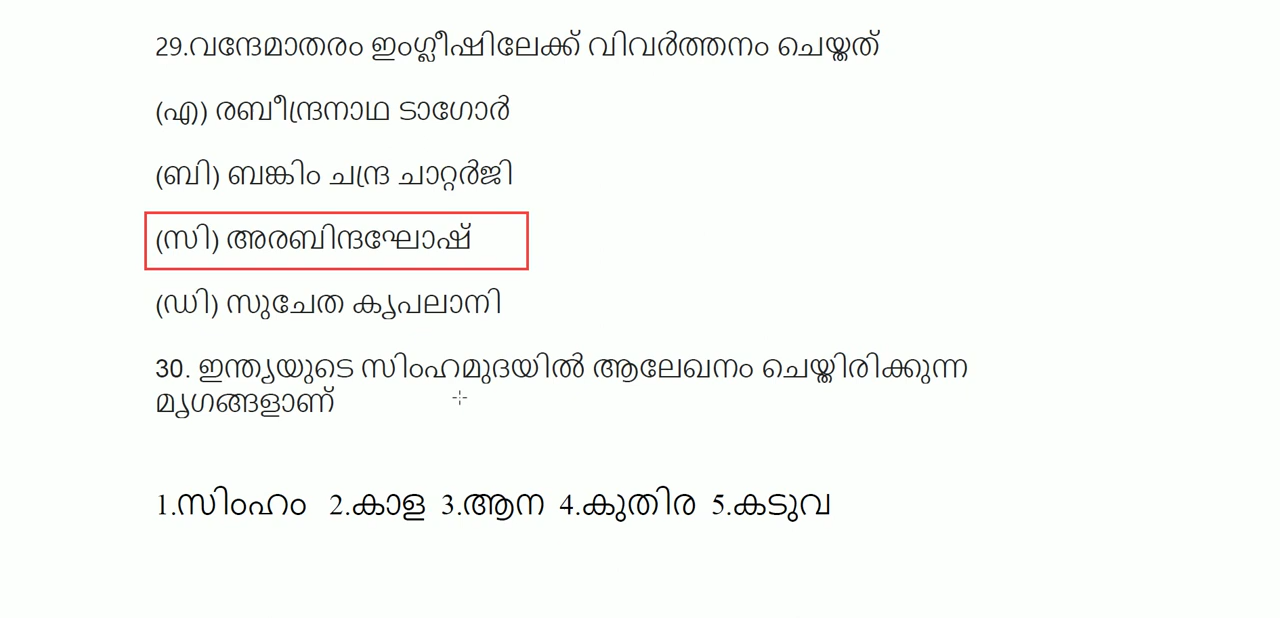 29.വന്ദേമാതരം ഇംഗ്ലീഷിലേക്ക് വിവർത്തനം ചെയ്തത്
(എ) രബീന്ദ്രനാഥ ടാഗോർ
(ബി) ബങ്കിം ചന്ദ്ര ചാറ്റർജി
(സി) അരബിന്ദഘോഷ്
(ഡി) സുചേത കൃപലാനി
30. ഇന്ത്യയുടെ സിംഹമുദയിൽ ആലേഖനം ചെയ്തിരിക്കുന്ന
മൃഗങ്ങളാണ്
1.സിംഹം 2.കാള 3.ആന 4.കുതിര 5.കടുവ